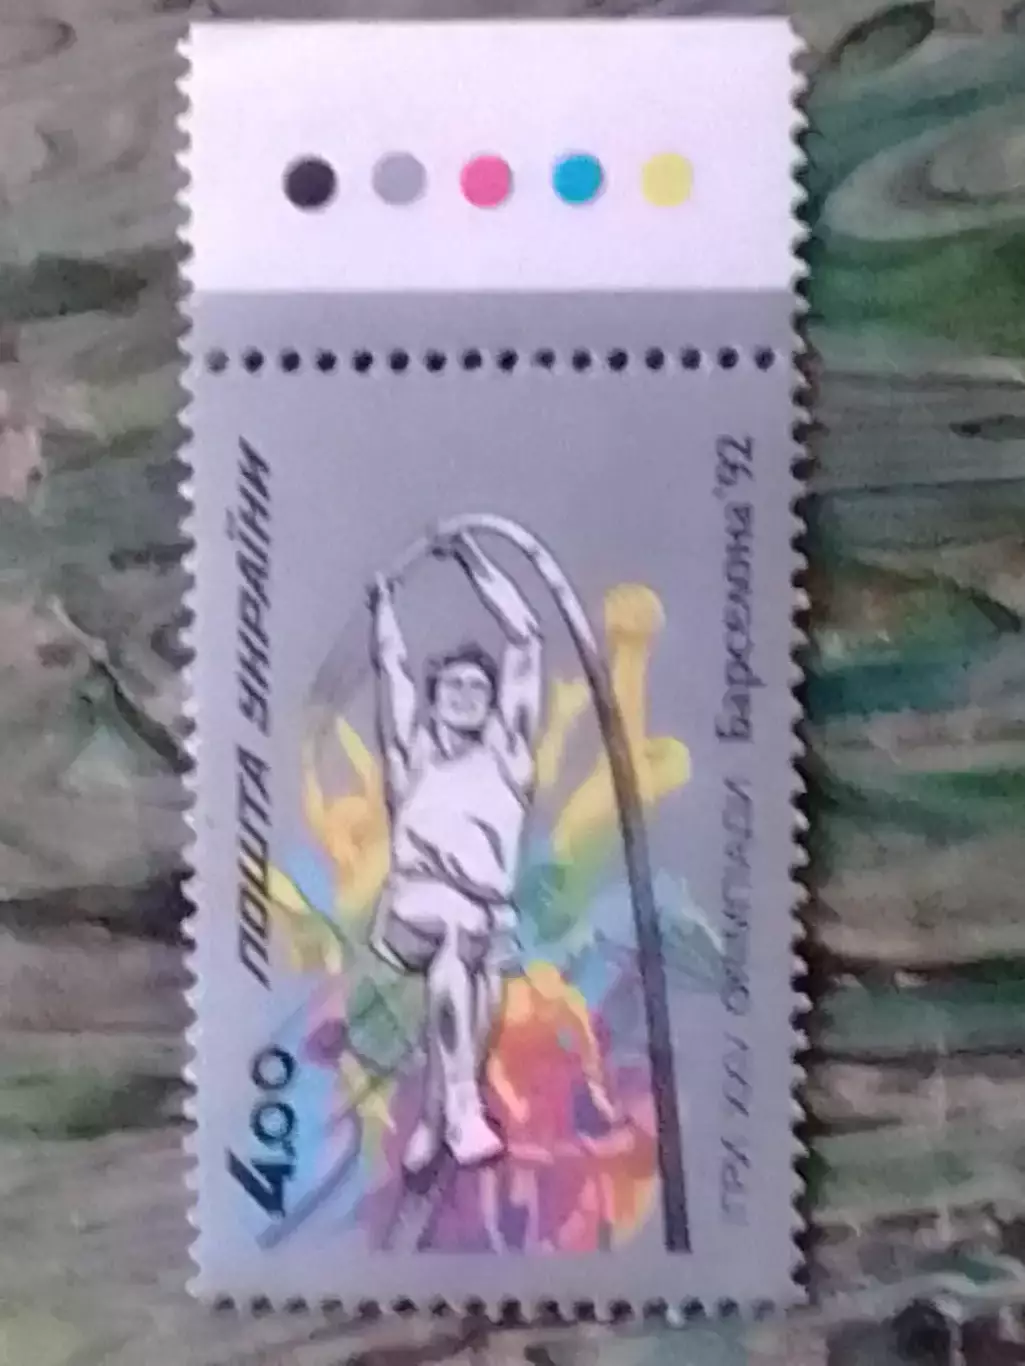 ПОШТА УКРАЇНИ
4.00
ІГРИ XXV ОЛІМПІАДИ Барселона'92